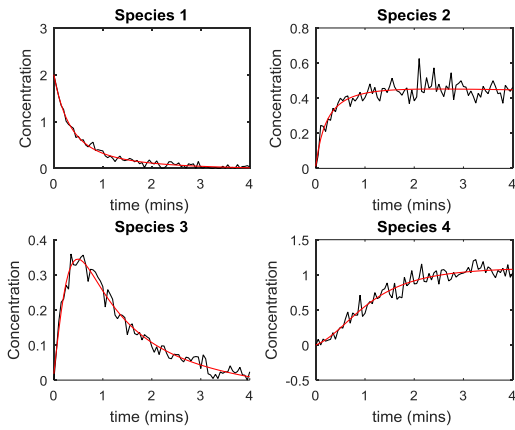 Species 1
Concentration
3
2
1
0
0 1 2 3 4
time (mins)
Species 2
Concentration
0.8
0.6
0.4
0.2
0
0 1 2 3 4
time (mins)
Species 3
Concentration
0.4
0.3
0.2
0.1
0
0 1 2 3 4
time (mins)
Species 4
Concentration
1.5
1
0.5
0
-0.5
0 1 2 3 4
time (mins)